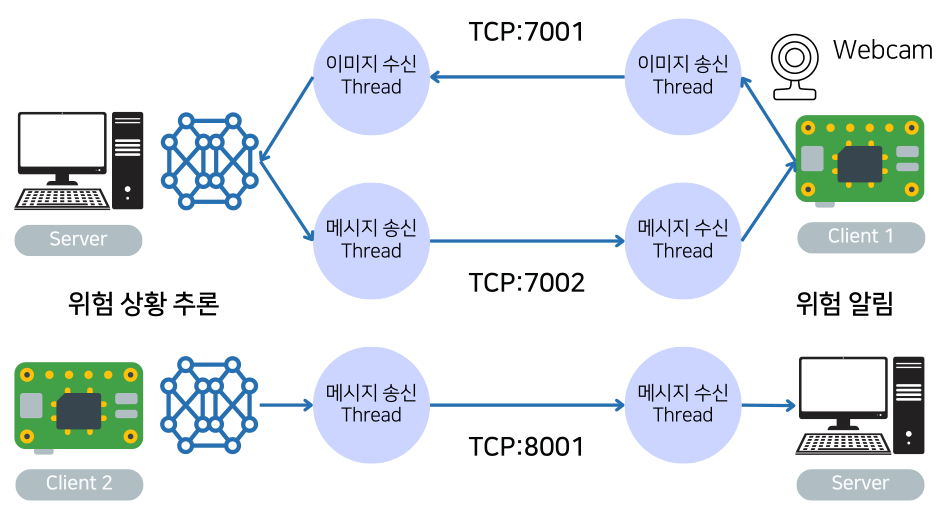 TCP:7001
이미지 수신
Thread
이미지 송신
Thread
Webcam
Server
메시지 송신
Thread
메시지 수신
Thread
Client 1
TCP:7002
위험 상황 추론
위험 알림
메시지 송신
Thread
메시지 수신
Thread
TCP:8001
Client 2
Server